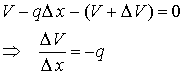 V − qΔx − (V + ΔV) = 0
⇒ ΔV/Δx = −q